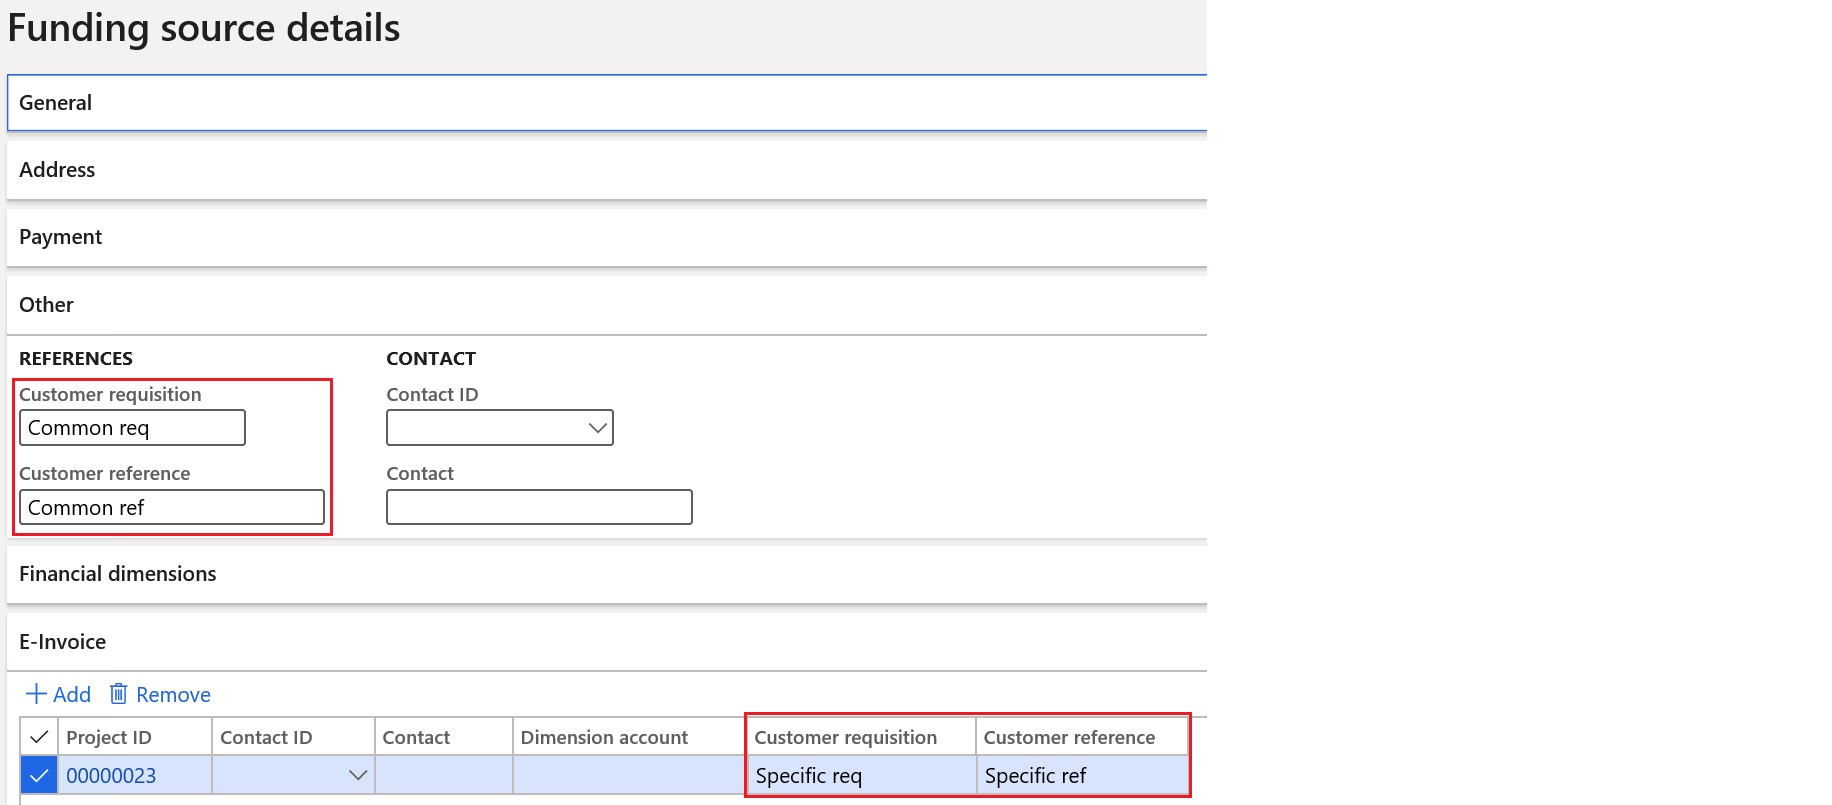 Funding source details
General
Address
Payment
Other
REFERENCES
Customer requisition
Common req
Customer reference
Common ref
CONTACT
Contact ID
Contact
Financial dimensions
E-Invoice
Add Remove
Project ID Contact ID Contact Dimension account Customer requisition Customer reference
00000023 Specific req Specific ref